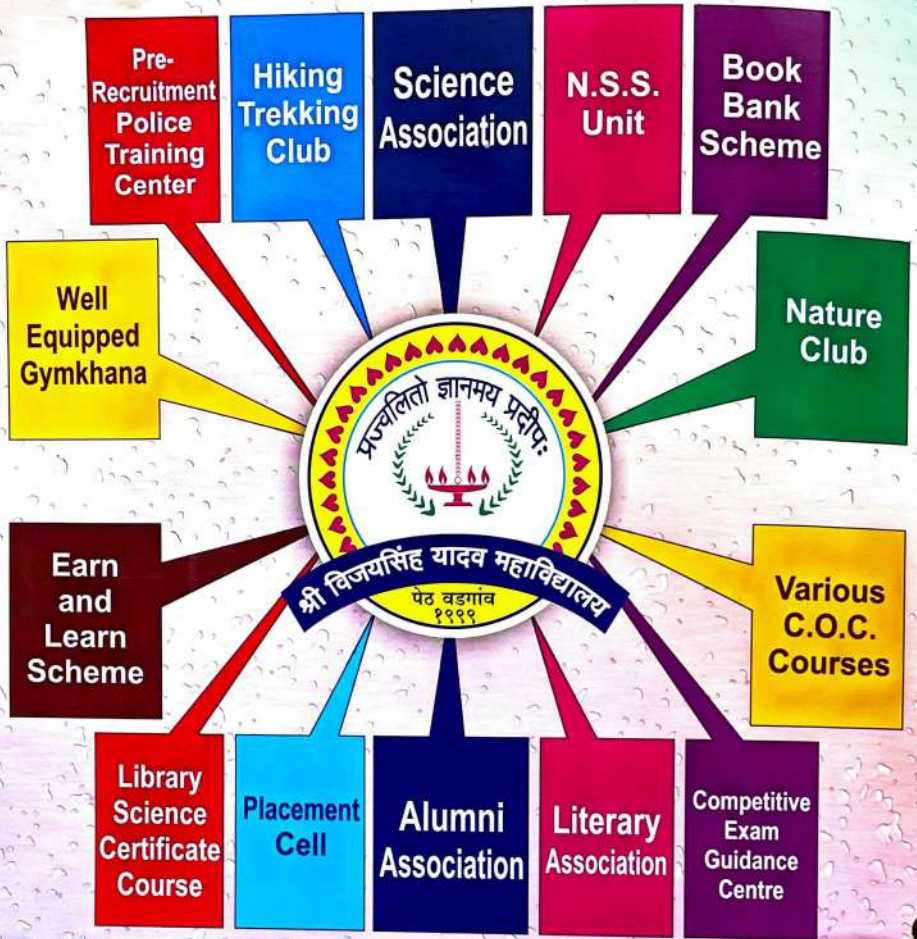 Pre-
Recruitment
Police
Training
Center
Hiking
Trekking
Club
Science
Association
N.S.S.
Unit
Book
Bank
Scheme
Well
Equipped
Gymkhana
Nature
Club
प्रज्वलितो ज्ञानमय प्रदीपः
श्री विजयसिंह यादव महाविद्यालय
पेठ वडगांव
१९९९
Earn
and
Learn
Scheme
Various
C.O.C.
Courses
Library
Science
Certificate
Course
Placement
Cell
Alumni
Association
Literary
Association
Competitive
Exam
Guidance
Centre